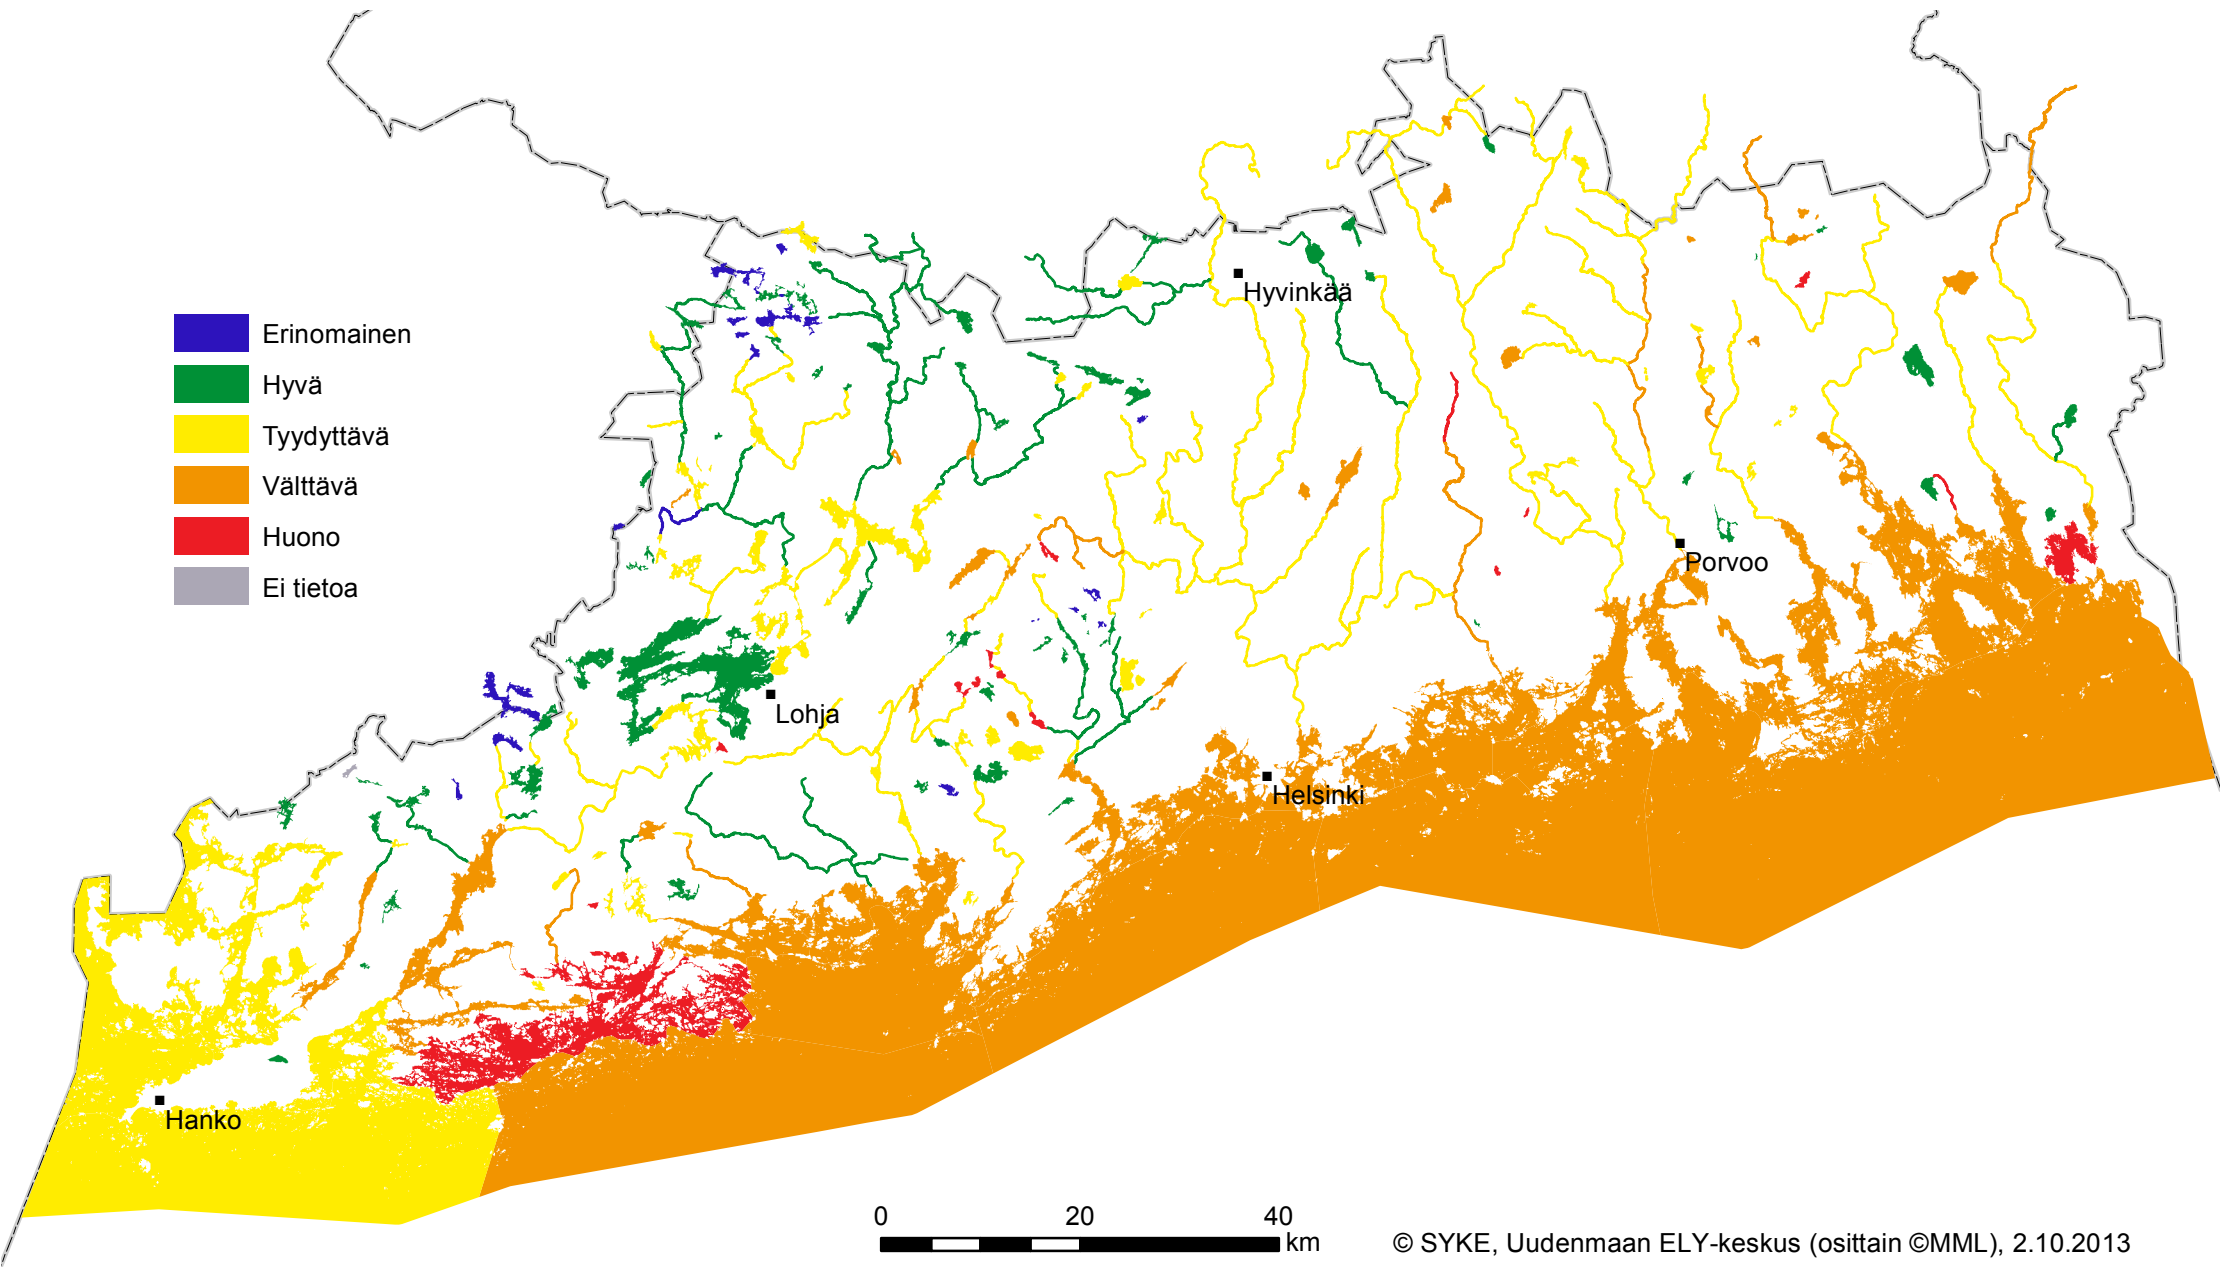 Hyvinkää
Erinomainen
Hyvä
Tyydyttävä
Välttävä
Huono
Ei tietoa
Porvoo
Lohja
Helsinki
Hanko
0 20 40
km
© SYKE, Uudenmaan ELY-keskus (osittain ©MML), 2.10.2013